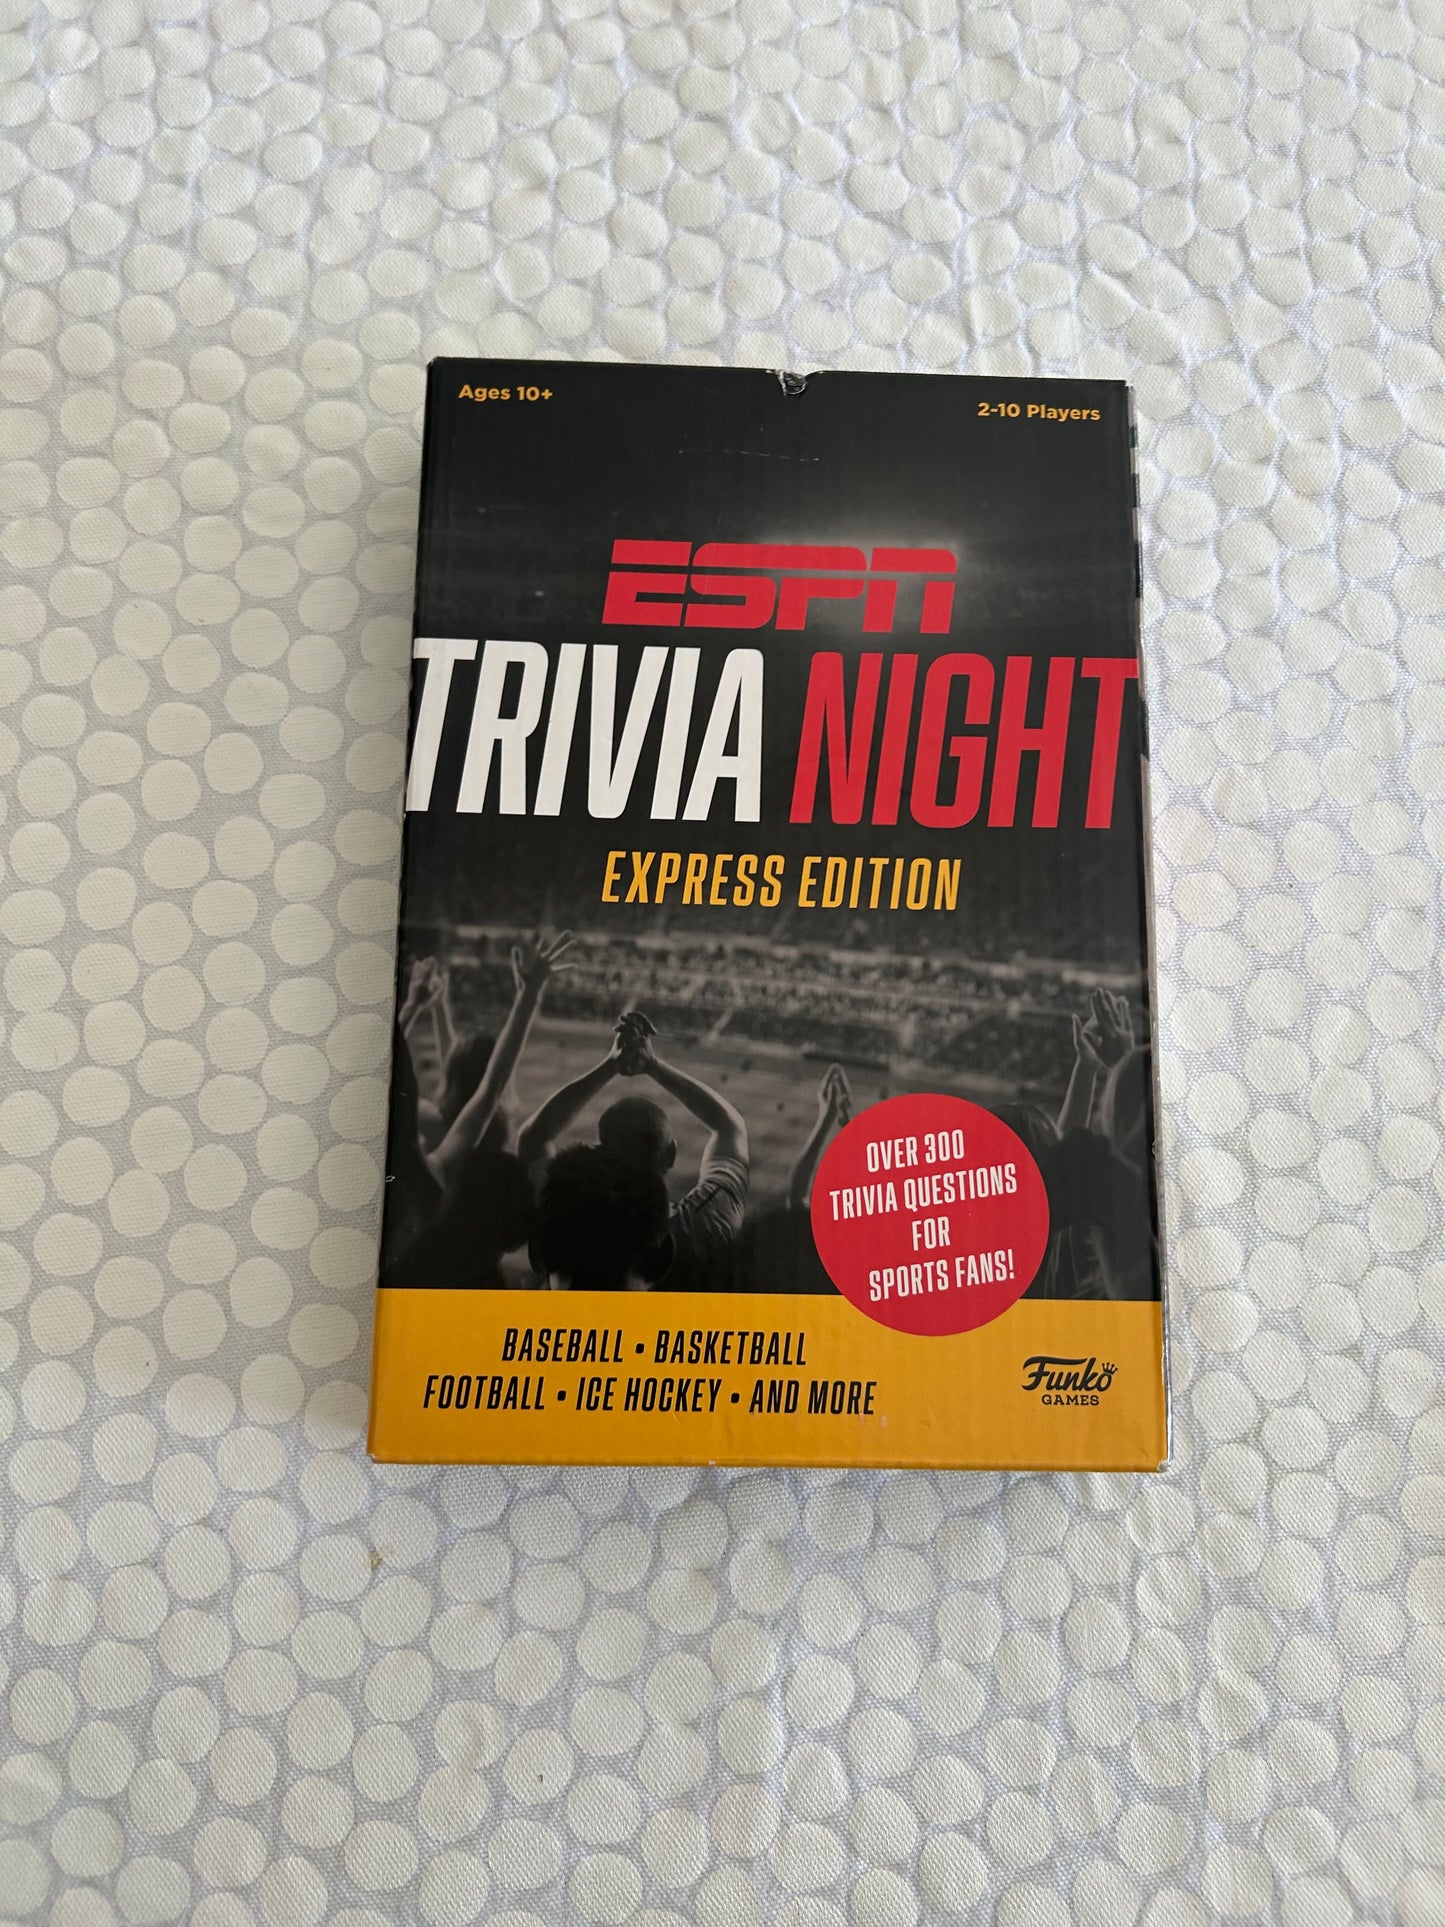 Ages 10+
2-10 Players
ESPN
TRIVIA NIGHT
EXPRESS EDITION
OVER 300
TRIVIA QUESTIONS
FOR
SPORTS FANS!
BASEBALL • BASKETBALL
FOOTBALL • ICE HOCKEY • AND MORE
Funko
GAMES